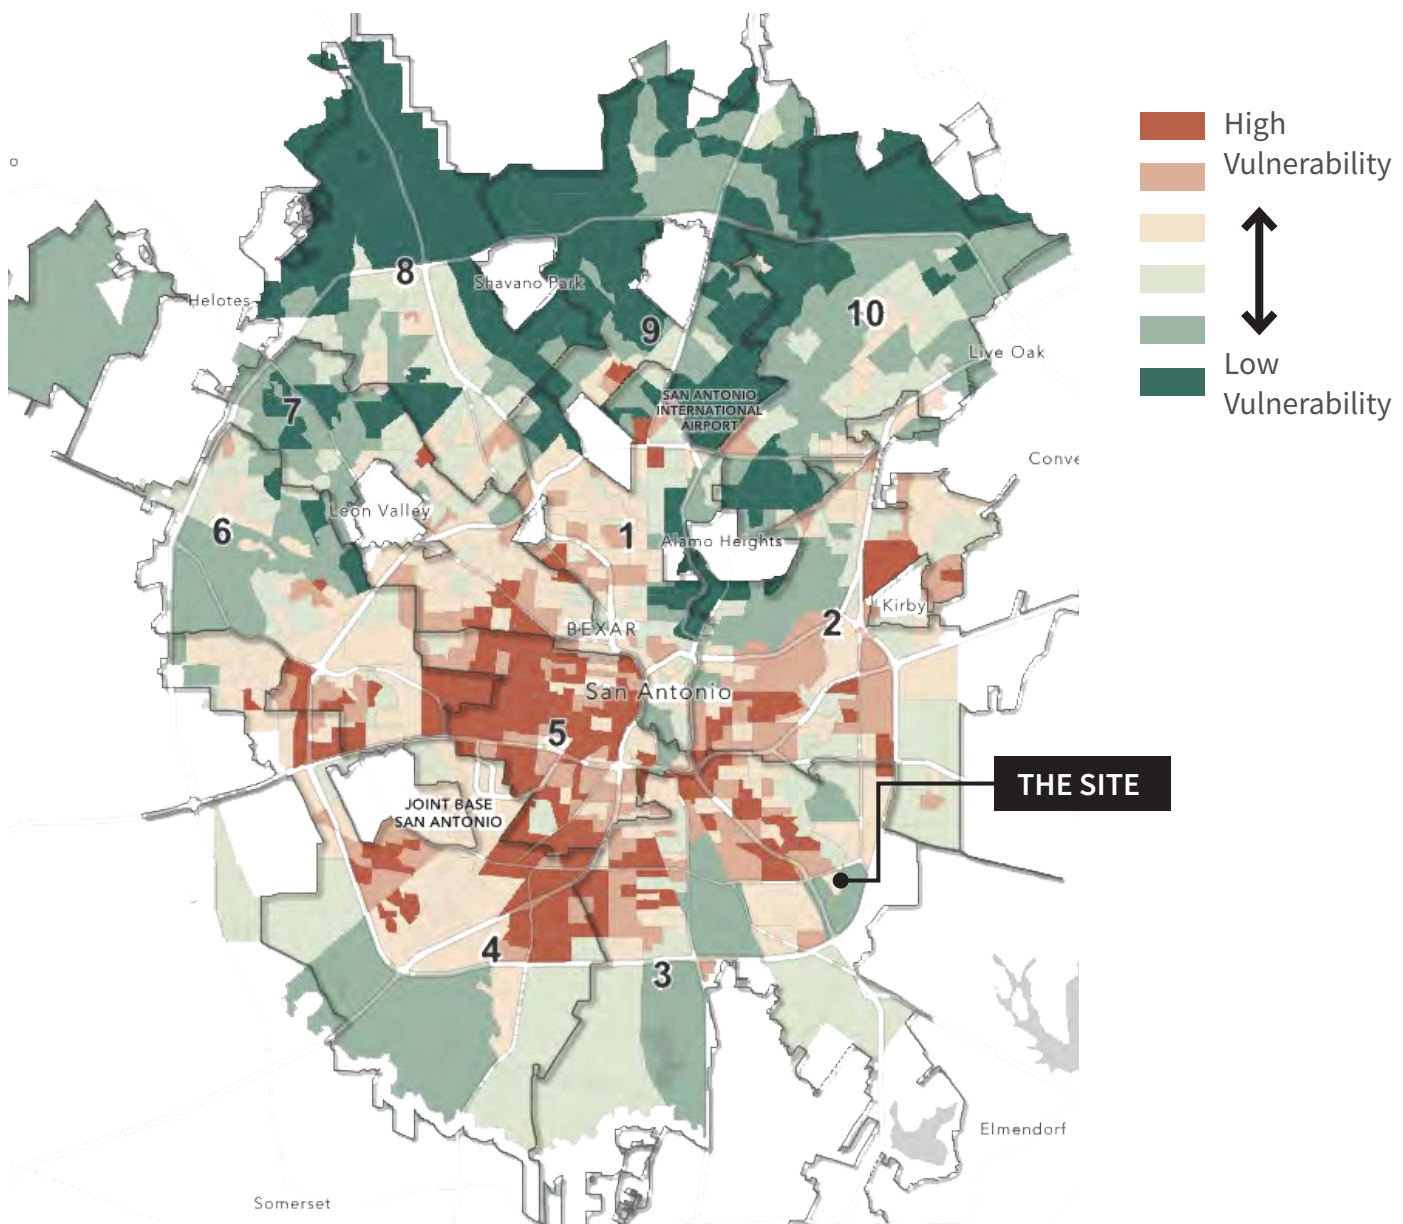 High
Vulnerability
Low
Vulnerability
8
Shavano Park
Helotes
9
10
Live Oak
7
SAN ANTONIO
INTERNATIONAL
AIRPORT
Conve
Leon Valley
6
1
Alamo Heights
Kirby
2
BEXAR
San Antonio
5
THE SITE
JOINT BASE
SAN ANTONIO
4
3
Elmendorf
Somerset
o